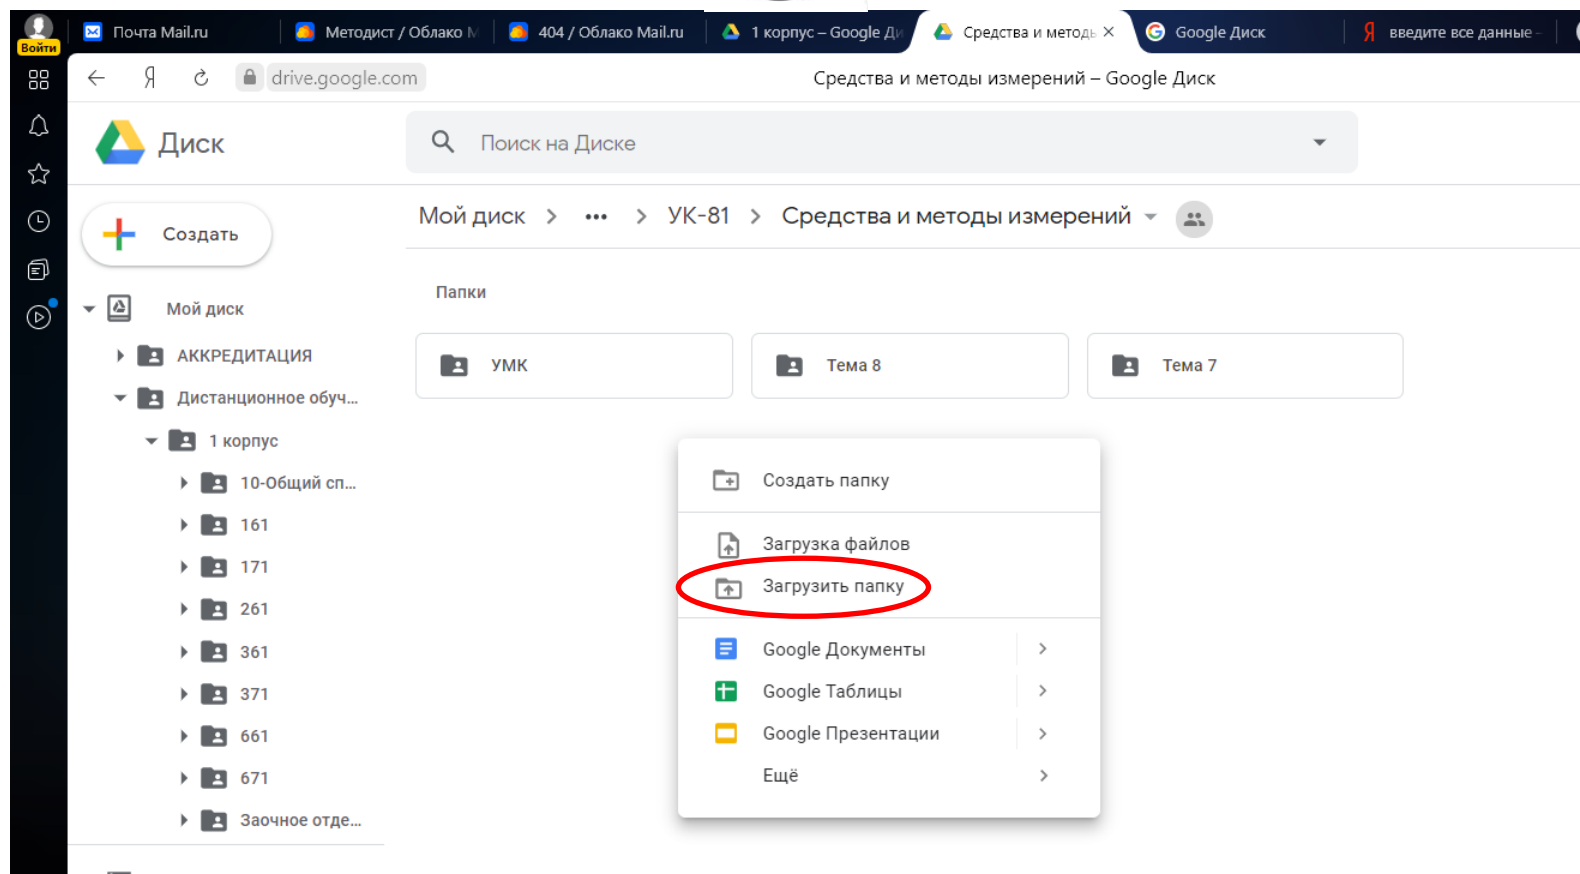 Почта Mail.ru
Методист / Облако М
404 / Облако Mail.ru
1 корпус – Google Ди
Средства и методь
Google Диск
введите все данные –
Войти
drive.google.com
Средства и методы измерений – Google Диск
Диск
Поиск на Диске
Создать
Мой диск > ••• > УК-81 > Средства и методы измерений
Папки
УМК
Тема 8
Тема 7
Мой диск
АККРЕДИТАЦИЯ
Дистанционное обуч...
1 корпус
10-Общий сп...
161
171
261
361
371
661
671
Заочное отде...
Создать папку
Загрузка файлов
Загрузить папку
Google Документы
Google Таблицы
Google Презентации
Ещё